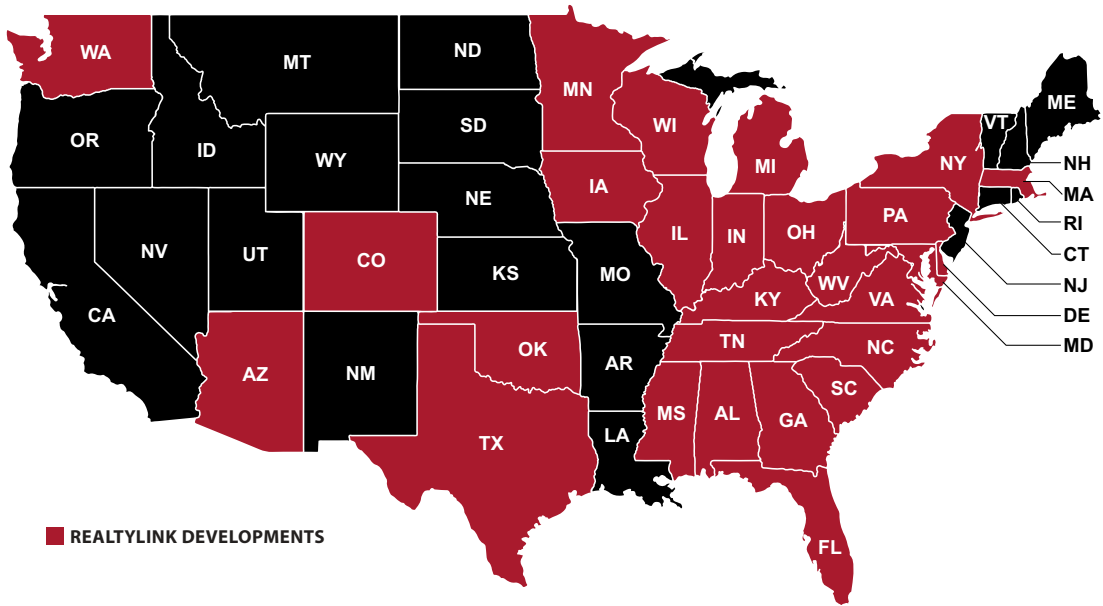 WA
MT
ND
MN
OR
ID
WY
SD
WI
MI
NY
VT
ME
NH
MA
RI
CT
NJ
DE
MD
NV
UT
CO
NE
IA
KS
MO
IL
IN
OH
PA
WV
VA
KY
CA
AZ
NM
OK
AR
TN
NC
SC
TX
LA
MS
AL
GA
FL
REALTYLINK DEVELOPMENTS